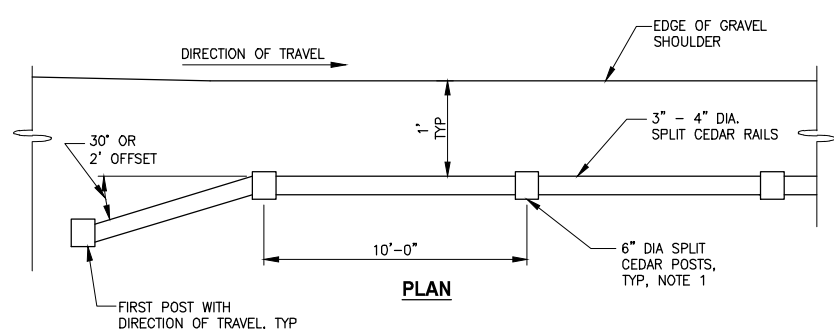 EDGE OF GRAVEL
SHOULDER
DIRECTION OF TRAVEL
1'
TYP
3" - 4" DIA.
SPLIT CEDAR RAILS
30° OR
2' OFFSET
10'-0"
6" DIA SPLIT
CEDAR POSTS,
TYP, NOTE 1
PLAN
FIRST POST WITH
DIRECTION OF TRAVEL, TYP